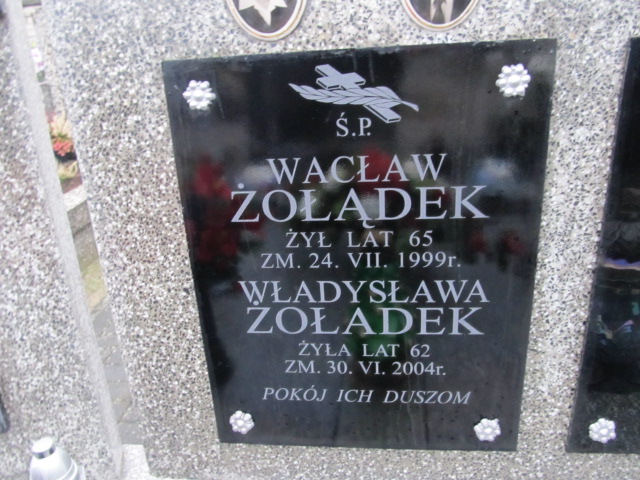 Ś.P.
WACŁAW
ŻOŁĄDEK
ŻYŁ LAT 65
ZM. 24. VII. 1999r.
WŁADYSŁAWA
ŻOŁĄDEK
ŻYŁA LAT 62
ZM. 30. VI. 2004r.
POKÓJ ICH DUSZOM